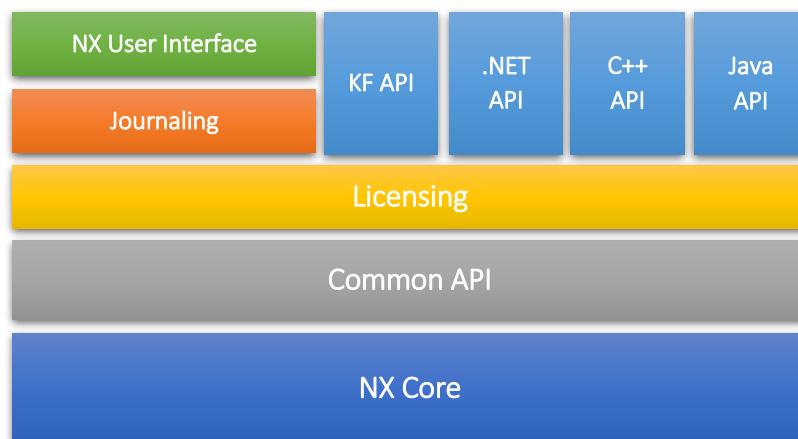 NX User Interface
Journaling
KF API
.NET
API
C++
API
Java
API
Licensing
Common API
NX Core